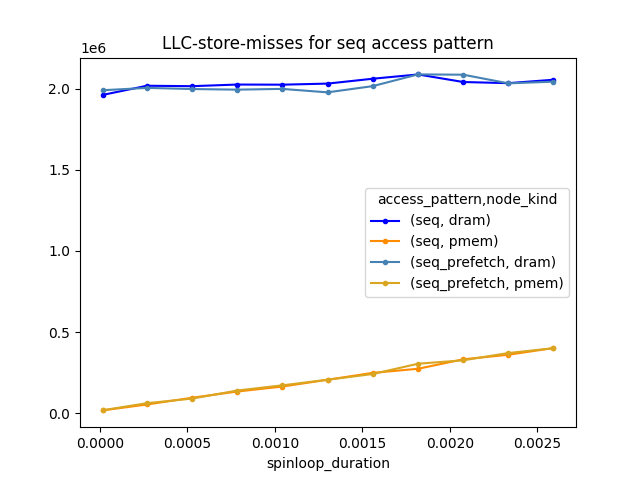 LLC-store-misses for seq access pattern
1e6
2.0
1.5
1.0
0.5
0.0
access_pattern,node_kind
(seq, dram)
(seq, pmem)
(seq_prefetch, dram)
(seq_prefetch, pmem)
0.0000 0.0005 0.0010 0.0015 0.0020 0.0025
spinloop_duration